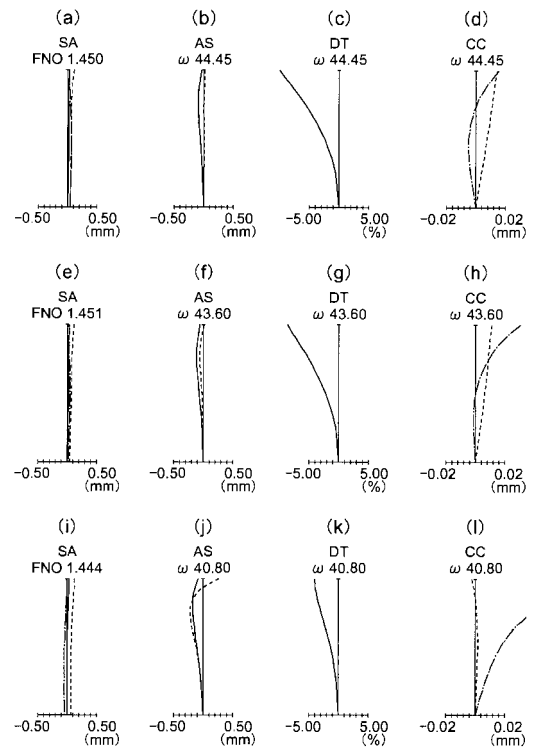 (a) (b) (c) (d)
SA AS DT CC
FNO 1.450 ω 44.45 ω 44.45 ω 44.45
−0.50 0.50 −0.50 0.50 −5.00 5.00 −0.02 0.02
(mm) (mm) (%) (mm)
(e) (f) (g) (h)
SA AS DT CC
FNO 1.451 ω 43.60 ω 43.60 ω 43.60
−0.50 0.50 −0.50 0.50 −5.00 5.00 −0.02 0.02
(mm) (mm) (%) (mm)
(i) (j) (k) (l)
SA AS DT CC
FNO 1.444 ω 40.80 ω 40.80 ω 40.80
−0.50 0.50 −0.50 0.50 −5.00 5.00 −0.02 0.02
(mm) (mm) (%) (mm)